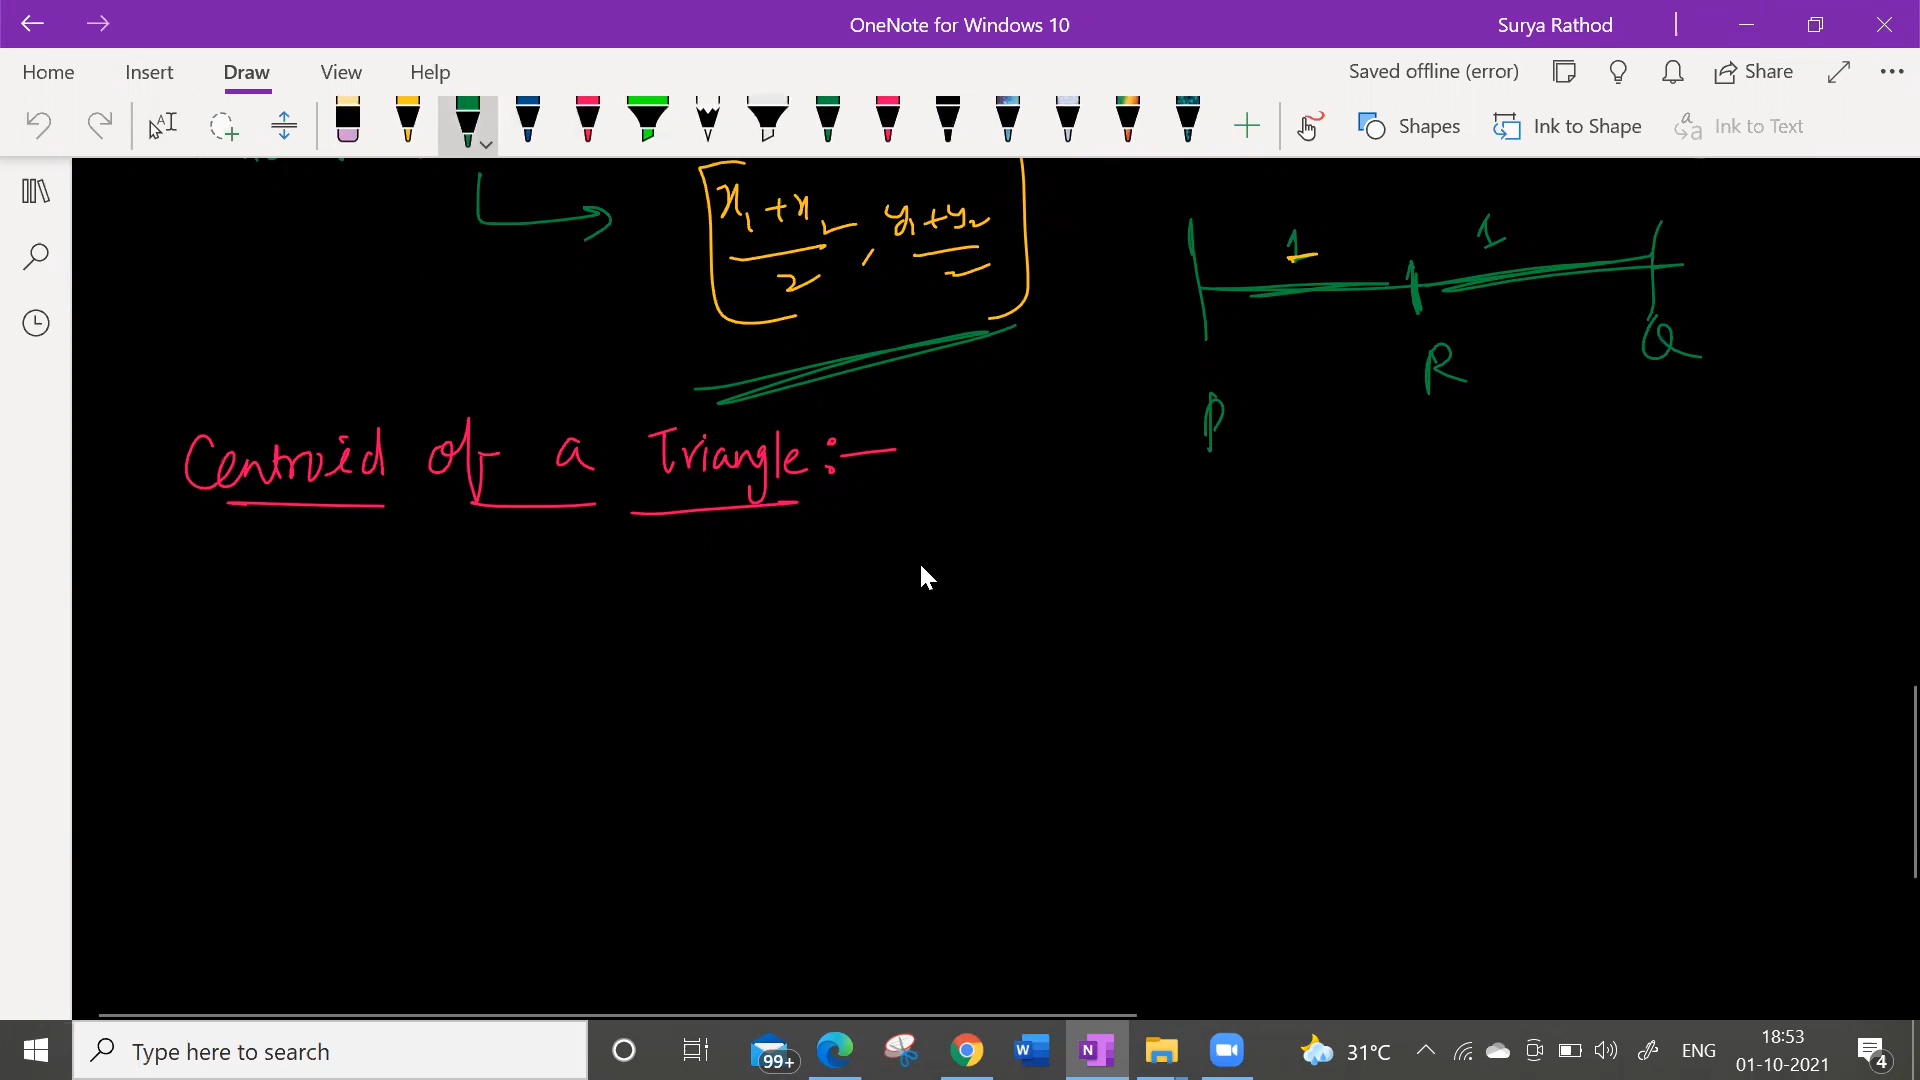 OneNote for Windows 10
Surya Rathod
Home Insert Draw View Help
Saved offline (error)
Share
Shapes
Ink to Shape
Ink to Text
x₁+x₂/2 , y₁+y₂/2
1 1
P R Q
Centroid of a Triangle:—
Type here to search
99+
31°C
ENG
18:53
01-10-2021
4